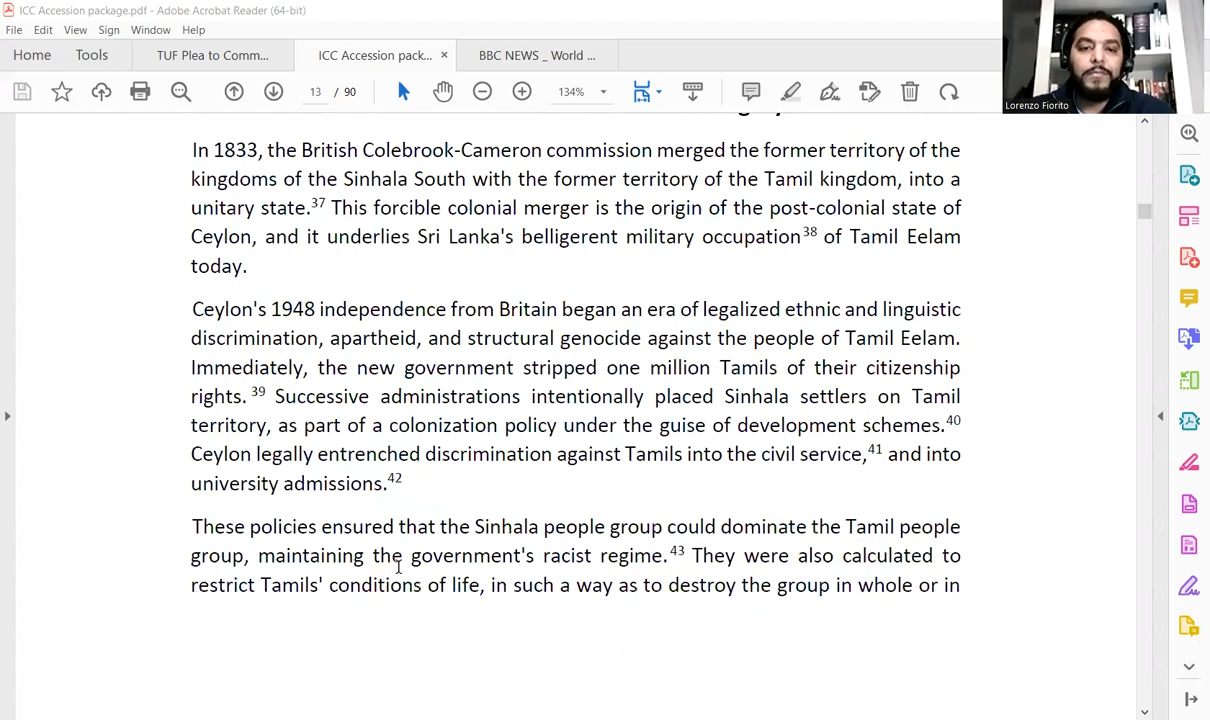 ICC Accession package.pdf - Adobe Acrobat Reader (64-bit)
File Edit View Sign Window Help
Home Tools TUF Plea to Comm... ICC Accession pack... × BBC NEWS _ World ...
13 / 90 134%
Lorenzo Fiorito
In 1833, the British Colebrook-Cameron commission merged the former territory of the
kingdoms of the Sinhala South with the former territory of the Tamil kingdom, into a
unitary state.37 This forcible colonial merger is the origin of the post-colonial state of
Ceylon, and it underlies Sri Lanka's belligerent military occupation38 of Tamil Eelam
today.
Ceylon's 1948 independence from Britain began an era of legalized ethnic and linguistic
discrimination, apartheid, and structural genocide against the people of Tamil Eelam.
Immediately, the new government stripped one million Tamils of their citizenship
rights. 39 Successive administrations intentionally placed Sinhala settlers on Tamil
territory, as part of a colonization policy under the guise of development schemes.40
Ceylon legally entrenched discrimination against Tamils into the civil service,41 and into
university admissions.42
These policies ensured that the Sinhala people group could dominate the Tamil people
group, maintaining the government's racist regime.43 They were also calculated to
restrict Tamils' conditions of life, in such a way as to destroy the group in whole or in